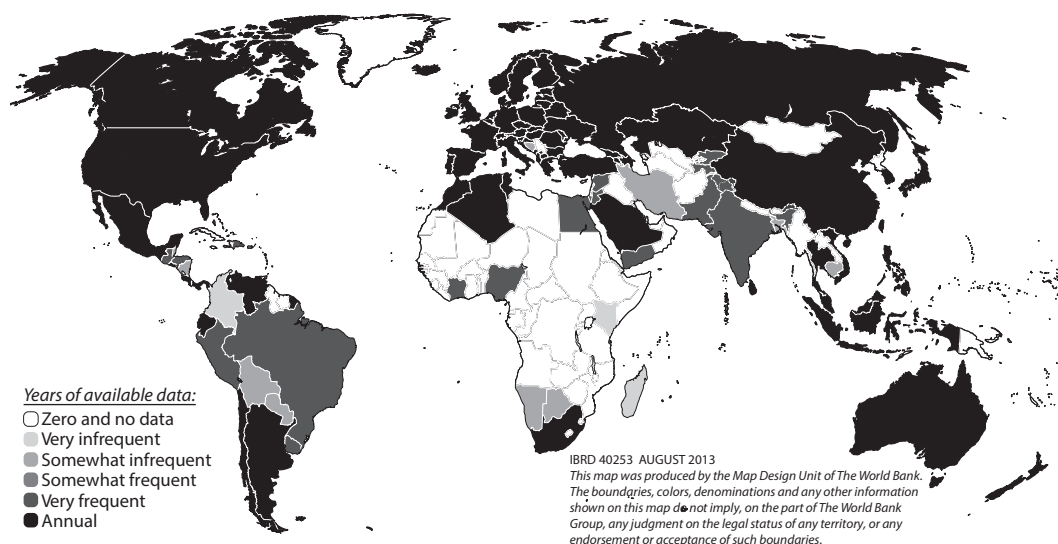 Years of available data:
Zero and no data
Very infrequent
Somewhat infrequent
Somewhat frequent
Very frequent
Annual
IBRD 40253 AUGUST 2013
This map was produced by the Map Design Unit of The World Bank.
The boundaries, colors, denominations and any other information
shown on this map do not imply, on the part of The World Bank
Group, any judgment on the legal status of any territory, or any
endorsement or acceptance of such boundaries.